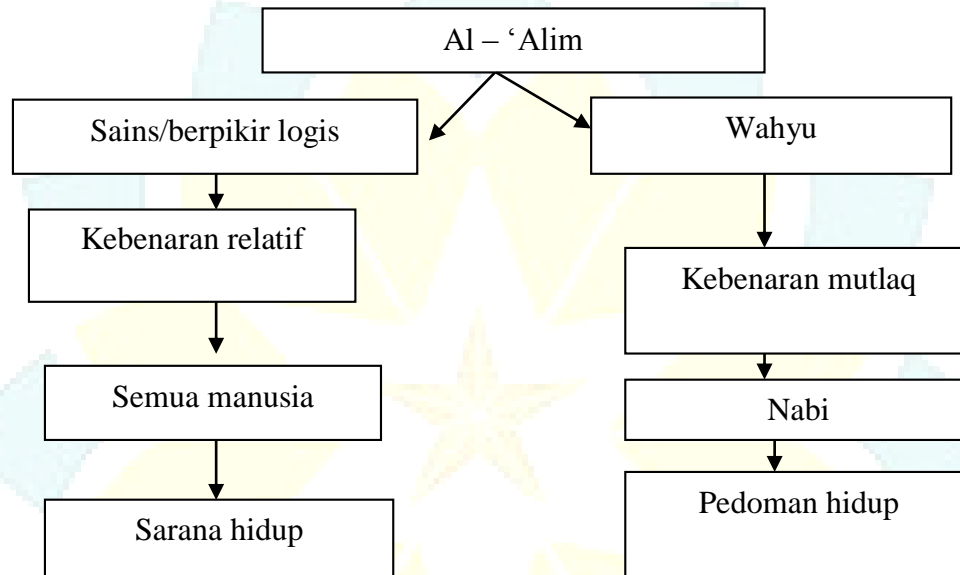 Al – ‘Alim
Sains/berpikir logis
Wahyu
Kebenaran relatif
Kebenaran mutlaq
Semua manusia
Nabi
Sarana hidup
Pedoman hidup